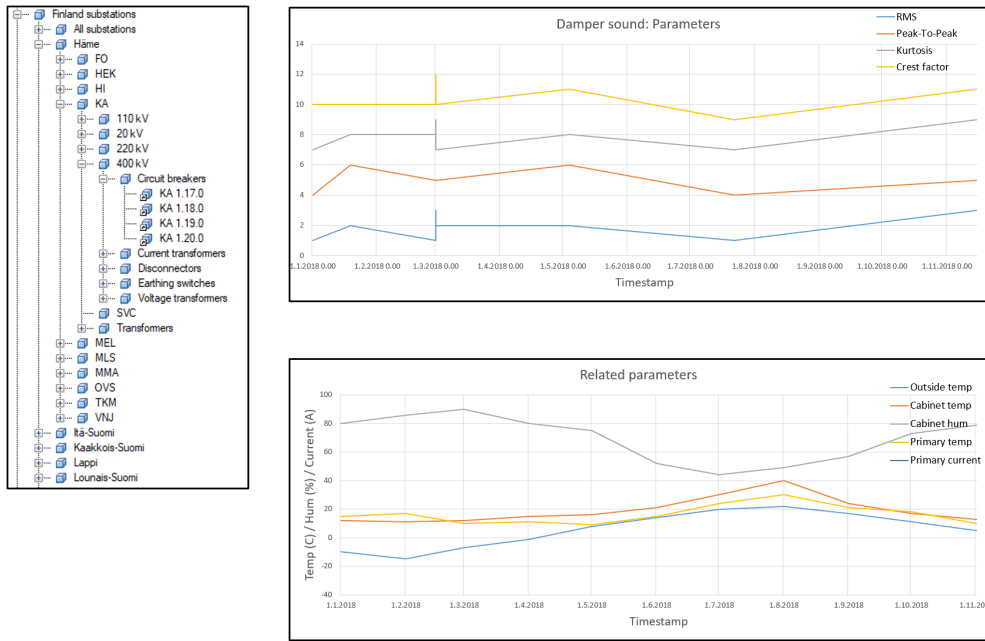 Finland substations
All substations
Häme
FO
HEK
HI
KA
110 kV
20 kV
220 kV
400 kV
Circuit breakers
KA 1.17.0
KA 1.18.0
KA 1.19.0
KA 1.20.0
Current transformers
Disconnectors
Earthing switches
Voltage transformers
SVC
Transformers
MEL
MLS
MMA
OVS
TKM
VNJ
Itä-Suomi
Kaakkois-Suomi
Lappi
Lounais-Suomi
Damper sound: Parameters
RMS
Peak-To-Peak
Kurtosis
Crest factor
14
12
10
8
6
4
2
0
1.1.2018 0.00 1.2.2018 0.00 1.3.2018 0.00 1.4.2018 0.00 1.5.2018 0.00 1.6.2018 0.00 1.7.2018 0.00 1.8.2018 0.00 1.9.2018 0.00 1.10.2018 0.00 1.11.2018 0.00
Timestamp
Related parameters
Outside temp
Cabinet temp
Cabinet hum
Primary temp
Primary current
Temp (C) / Hum (%) / Current (A)
100
80
60
40
20
0
-20
-40
1.1.2018 1.2.2018 1.3.2018 1.4.2018 1.5.2018 1.6.2018 1.7.2018 1.8.2018 1.9.2018 1.10.2018 1.11.2018
Timestamp